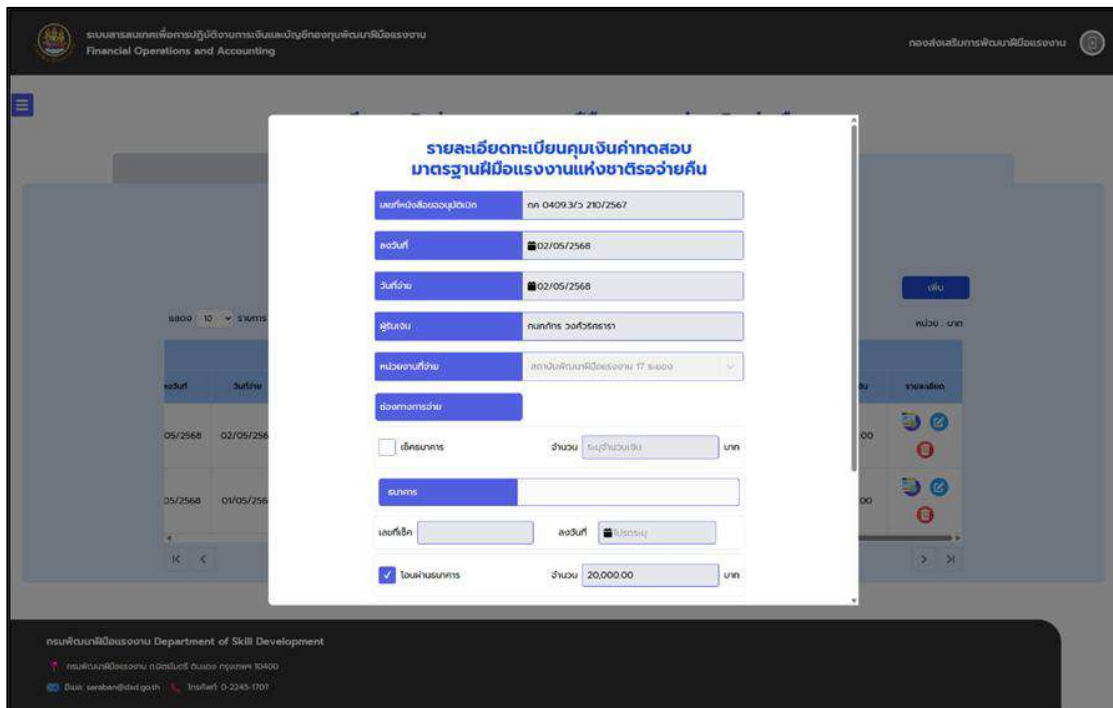 ระบบสารสนเทศเพื่อการปฏิบัติงานการเงินและบัญชีกองทุนพัฒนาฝีมือแรงงาน
Financial Operations and Accounting
กองส่งเสริมการพัฒนาฝีมือแรงงาน
รายละเอียดทะเบียนคุมเงินค่าทดสอบ
มาตรฐานฝีมือแรงงานแห่งชาติรอจ่ายคืน
เลขที่หนังสือขออนุมัติเบิก กค 0409.3/ว 210/2567
ลงวันที่ 02/05/2568
วันที่จ่าย 02/05/2568
เพิ่ม
แสดง 10 รายการ
หน่วย : บาท
ผู้รับเงิน กนกภัทร วงศ์วริศธารา
หน่วยงานที่จ่าย สถาบันพัฒนาฝีมือแรงงาน 17 ระยอง
งวันที่ วันที่จ่าย รายละเอียด
ช่องทางการจ่าย
05/2568 02/05/256 00
เช็คธนาคาร จำนวน ระบุจำนวนเงิน บาท
ธนาคาร
05/2568 01/05/256 00
เลขที่เช็ค ลงวันที่ โปรดระบุ
โอนผ่านธนาคาร จำนวน 20,000.00 บาท
กรมพัฒนาฝีมือแรงงาน Department of Skill Development
กรมพัฒนาฝีมือแรงงาน ถ.มิตรไมตรี ดินแดง กรุงเทพฯ 10400
อีเมล: saraban@dsd.go.th โทรศัพท์: 0-2245-1707